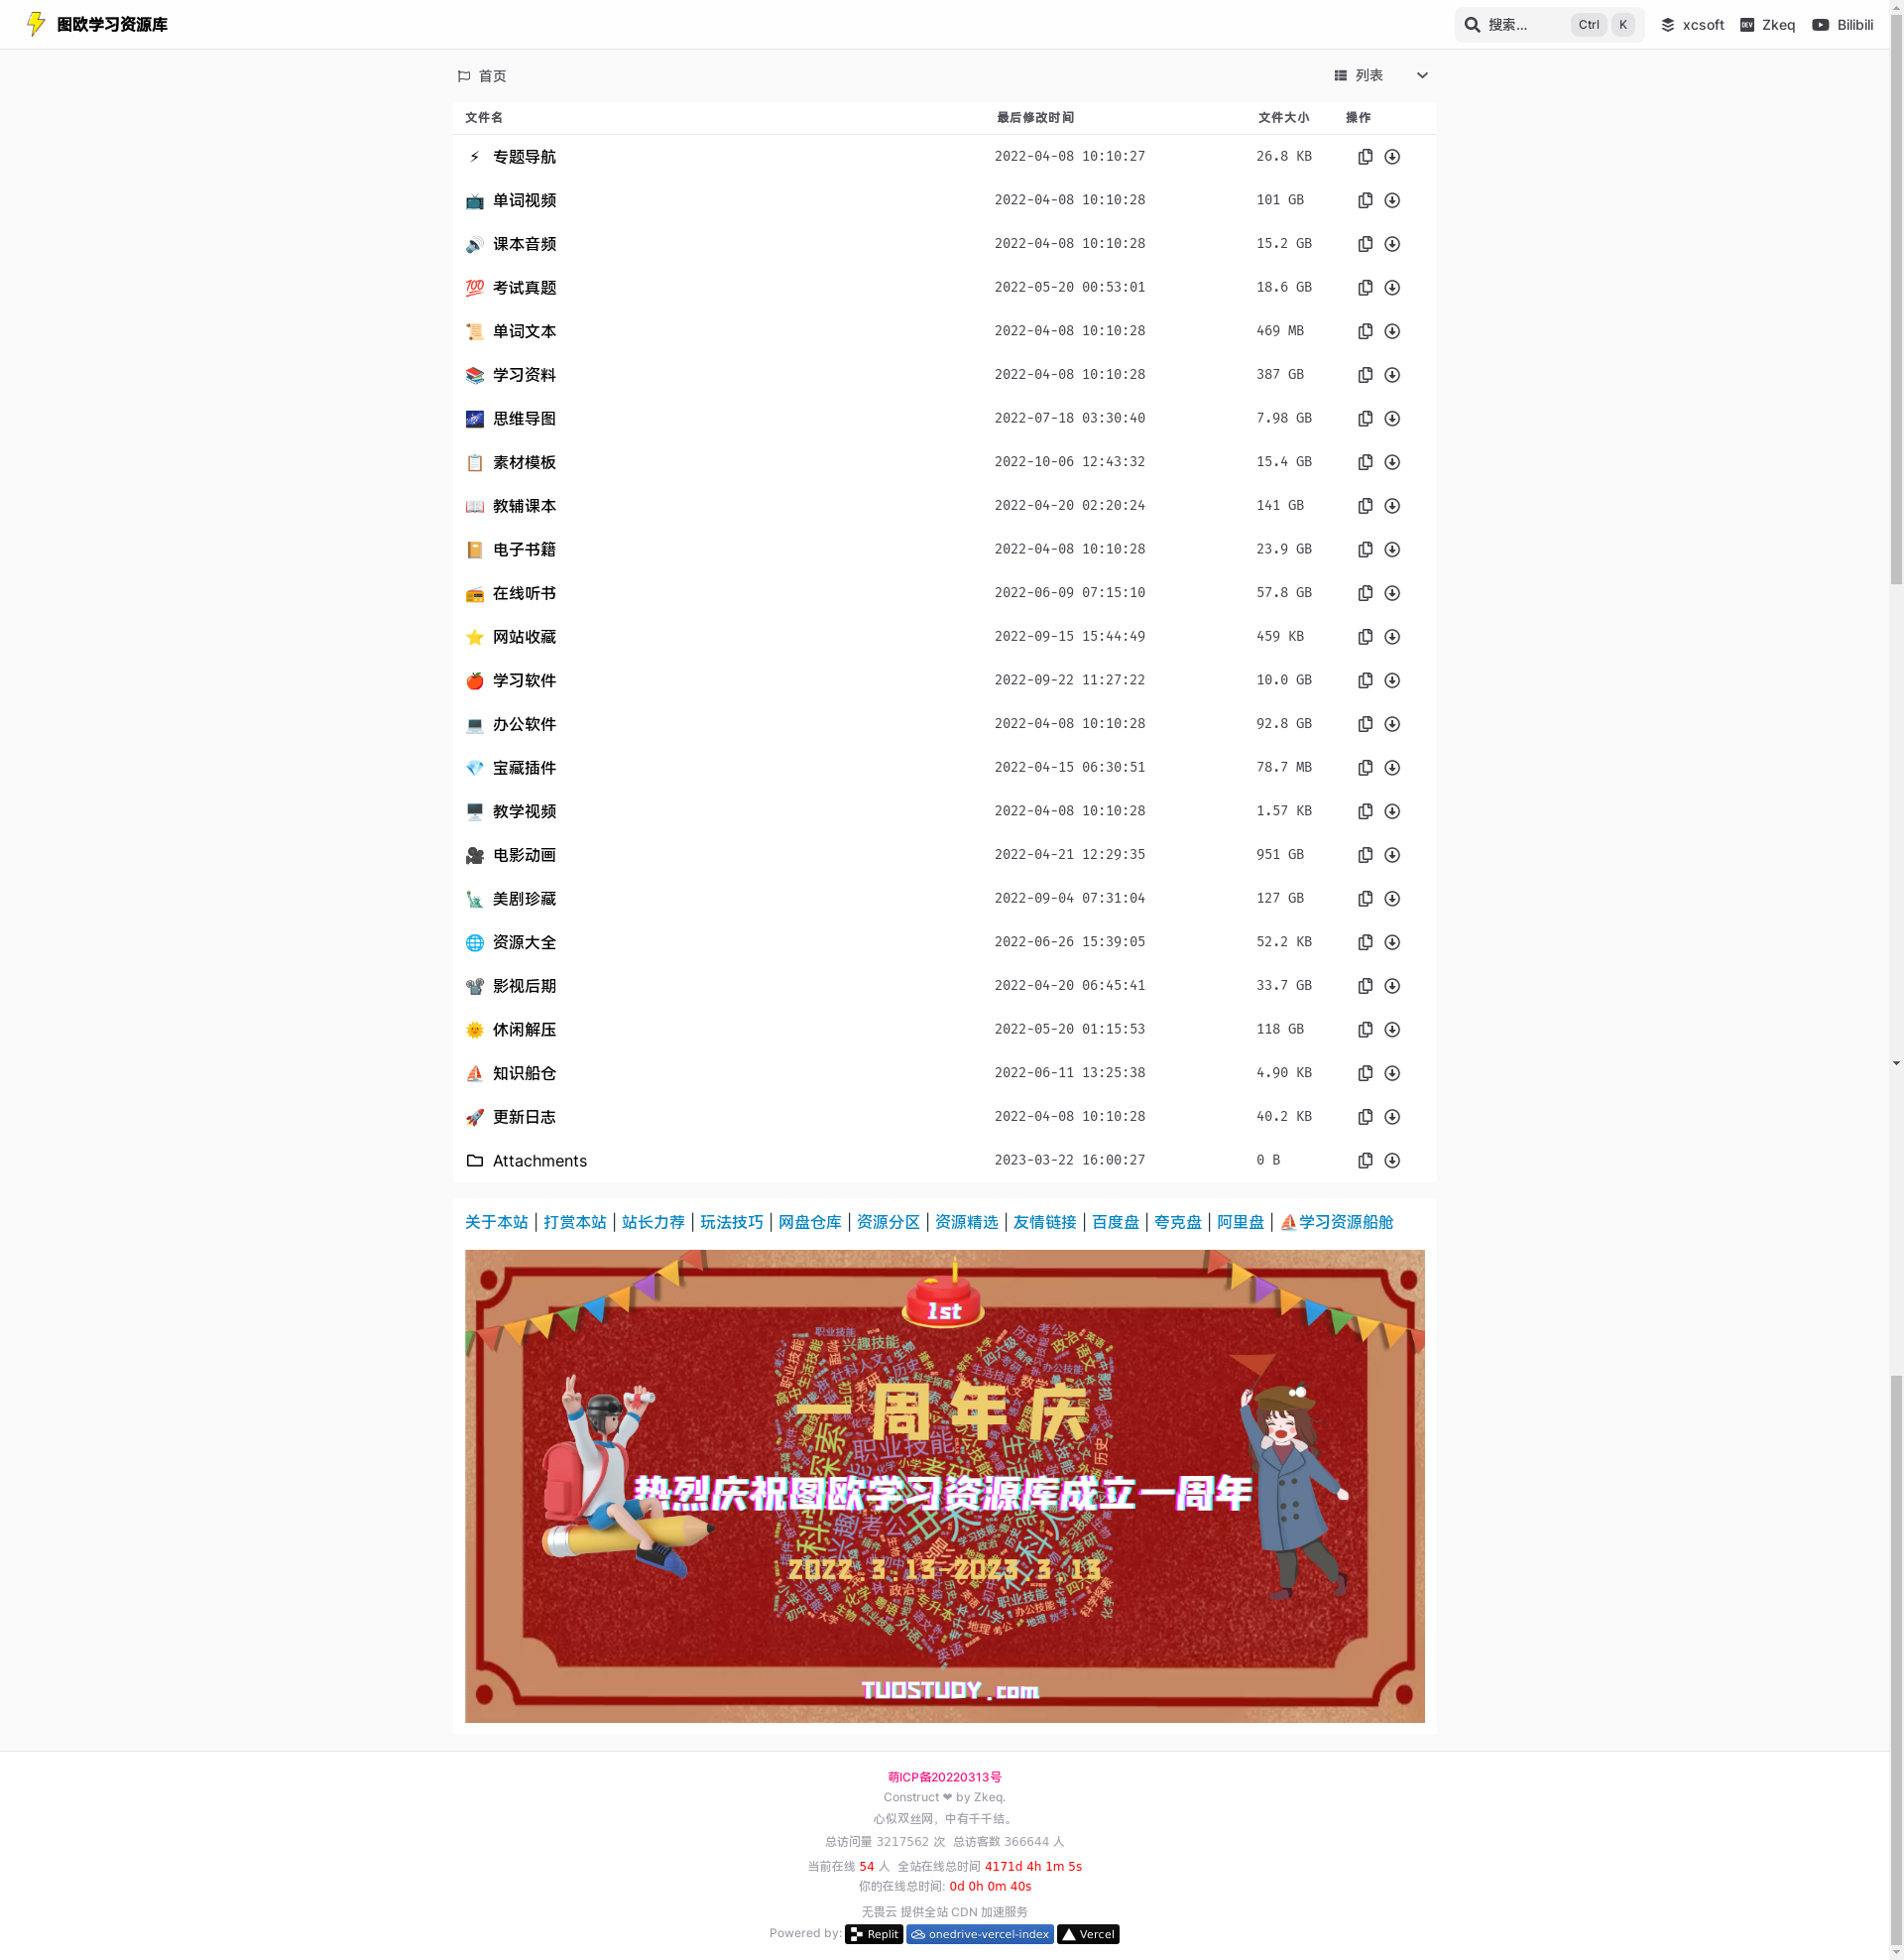 图欧学习资源库
搜索... Ctrl K xcsoft Zkeq Bilibili
首页 列表
文件名 最后修改时间 文件大小 操作
专题导航 2022-04-08 10:10:27 26.8 KB
单词视频 2022-04-08 10:10:28 101 GB
课本音频 2022-04-08 10:10:28 15.2 GB
考试真题 2022-05-20 00:53:01 18.6 GB
单词文本 2022-04-08 10:10:28 469 MB
学习资料 2022-04-08 10:10:28 387 GB
思维导图 2022-07-18 03:30:40 7.98 GB
素材模板 2022-10-06 12:43:32 15.4 GB
教辅课本 2022-04-20 02:20:24 141 GB
电子书籍 2022-04-08 10:10:28 23.9 GB
在线听书 2022-06-09 07:15:10 57.8 GB
网站收藏 2022-09-15 15:44:49 459 KB
学习软件 2022-09-22 11:27:22 10.0 GB
办公软件 2022-04-08 10:10:28 92.8 GB
宝藏插件 2022-04-15 06:30:51 78.7 MB
教学视频 2022-04-08 10:10:28 1.57 KB
电影动画 2022-04-21 12:29:35 951 GB
美剧珍藏 2022-09-04 07:31:04 127 GB
资源大全 2022-06-26 15:39:05 52.2 KB
影视后期 2022-04-20 06:45:41 33.7 GB
休闲解压 2022-05-20 01:15:53 118 GB
知识船仓 2022-06-11 13:25:38 4.90 KB
更新日志 2022-04-08 10:10:28 40.2 KB
Attachments 2023-03-22 16:00:27 0 B
关于本站 | 打赏本站 | 站长力荐 | 玩法技巧 | 网盘仓库 | 资源分区 | 资源精选 | 友情链接 | 百度盘 | 夸克盘 | 阿里盘 | ⛵学习资源船舱
1st
一周年庆
热烈庆祝图欧学习资源库成立一周年
2022.3.13-2023.3.13
TUOSTUDY.com
萌ICP备20220313号
Construct ❤ by Zkeq.
心似双丝网，中有千千结。
总访问量 3217562 次 总访客数 366644 人
当前在线 54 人 全站在线总时间 4171d 4h 1m 5s
你的在线总时间: 0d 0h 0m 40s
无畏云 提供全站 CDN 加速服务
Powered by: Replit onedrive-vercel-index Vercel